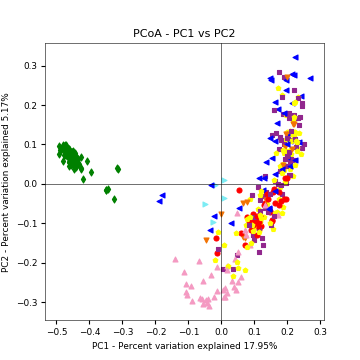 PCoA - PC1 vs PC2
PC2 - Percent variation explained 5.17%
0.3
0.2
0.1
0.0
−0.1
−0.2
−0.3
−0.5 −0.4 −0.3 −0.2 −0.1 0.0 0.1 0.2 0.3
PC1 - Percent variation explained 17.95%